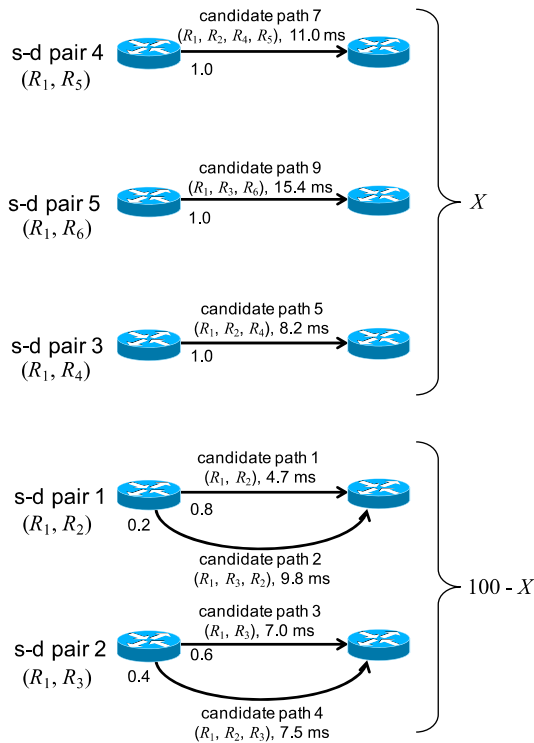 candidate path 7
(R1, R2, R4, R5), 11.0 ms
s-d pair 4
(R1, R5)
1.0
candidate path 9
(R1, R3, R6), 15.4 ms
s-d pair 5
(R1, R6)
1.0
X
candidate path 5
(R1, R2, R4), 8.2 ms
s-d pair 3
(R1, R4)
1.0
candidate path 1
(R1, R2), 4.7 ms
s-d pair 1
(R1, R2)
0.2
0.8
candidate path 2
(R1, R3, R2), 9.8 ms
100 - X
candidate path 3
(R1, R3), 7.0 ms
s-d pair 2
(R1, R3)
0.6
0.4
candidate path 4
(R1, R2, R3), 7.5 ms